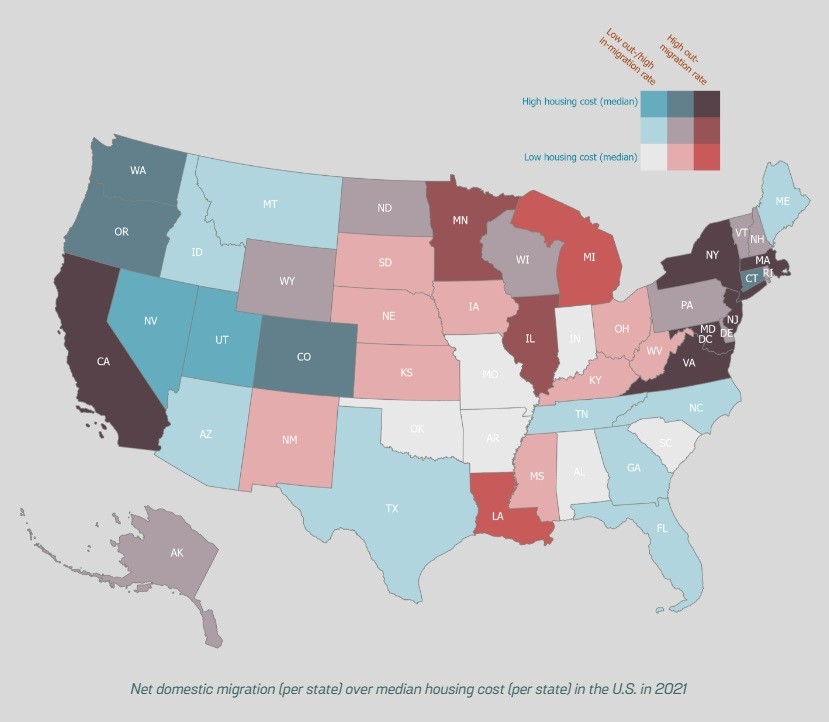 Low out-/high
in-migration rate
High out-
migration rate
High housing cost (median)
Low housing cost (median)
WA
MT
ND
MN
ME
OR
ID
SD
WI
MI
VT
NH
NY
MA
WY
CT
RI
NV
UT
NE
IA
PA
CO
IL
IN
OH
NJ
MD
DE
DC
CA
KS
MO
WV
VA
KY
AZ
NM
OK
AR
TN
NC
MS
AL
GA
SC
TX
LA
FL
AK
Net domestic migration (per state) over median housing cost (per state) in the U.S. in 2021